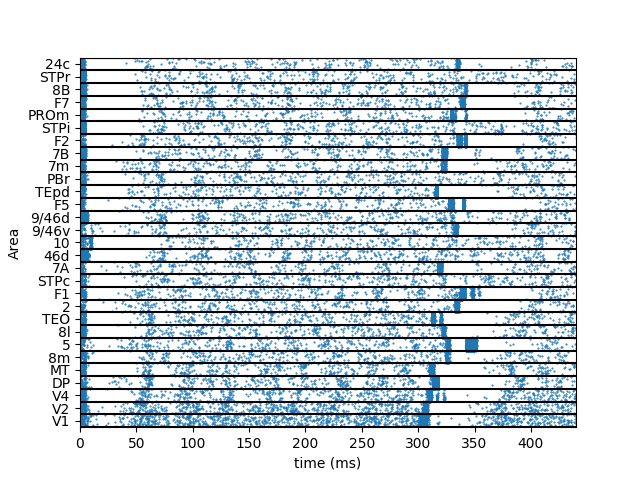 24c
STPr
8B
F7
PROm
STPi
F2
7B
7m
PBr
TEpd
F5
9/46d
9/46v
10
46d
7A
STPc
F1
2
TEO
8l
5
8m
MT
DP
V4
V2
V1
Area
0 50 100 150 200 250 300 350 400
time (ms)